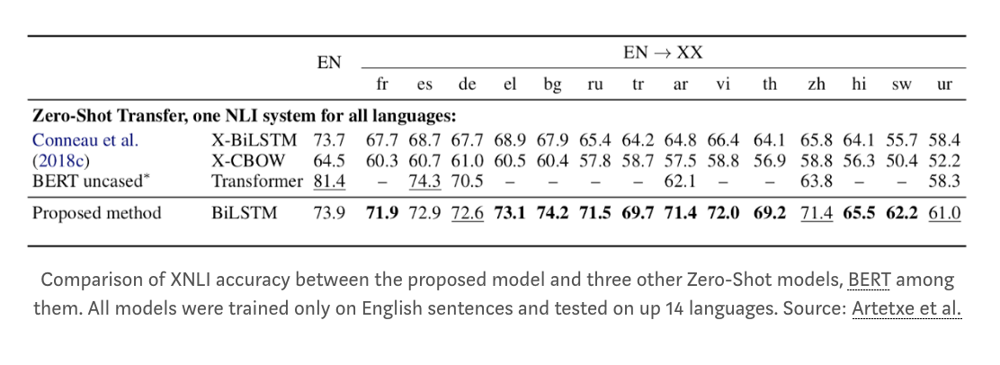 EN EN → XX
fr es de el bg ru tr ar vi th zh hi sw ur
Zero-Shot Transfer, one NLI system for all languages:
Conneau et al. X-BiLSTM 73.7 67.7 68.7 67.7 68.9 67.9 65.4 64.2 64.8 66.4 64.1 65.8 64.1 55.7 58.4
(2018c) X-CBOW 64.5 60.3 60.7 61.0 60.5 60.4 57.8 58.7 57.5 58.8 56.9 58.8 56.3 50.4 52.2
BERT uncased* Transformer 81.4 – 74.3 70.5 – – – – 62.1 – – 63.8 – – 58.3
Proposed method BiLSTM 73.9 71.9 72.9 72.6 73.1 74.2 71.5 69.7 71.4 72.0 69.2 71.4 65.5 62.2 61.0
Comparison of XNLI accuracy between the proposed model and three other Zero-Shot models, BERT among
them. All models were trained only on English sentences and tested on up 14 languages. Source: Artetxe et al.